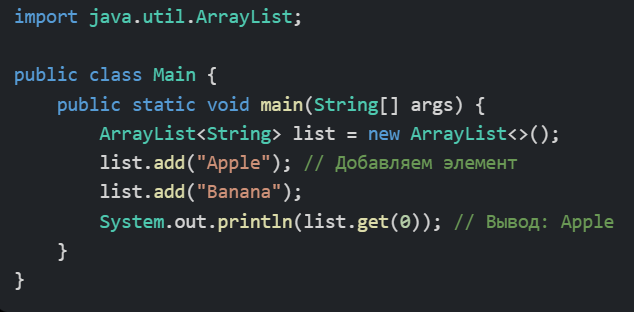 import java.util.ArrayList;

public class Main {
    public static void main(String[] args) {
        ArrayList<String> list = new ArrayList<>();
        list.add("Apple"); // Добавляем элемент
        list.add("Banana");
        System.out.println(list.get(0)); // Вывод: Apple
    }
}